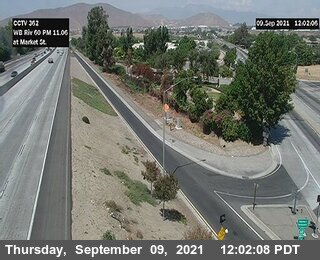 CCTV 362
WB Riv 60 PM 11.06
at Market St.
09.Sep.2021
12:02:06
Thursday, September 09, 2021 12:02:08 PDT